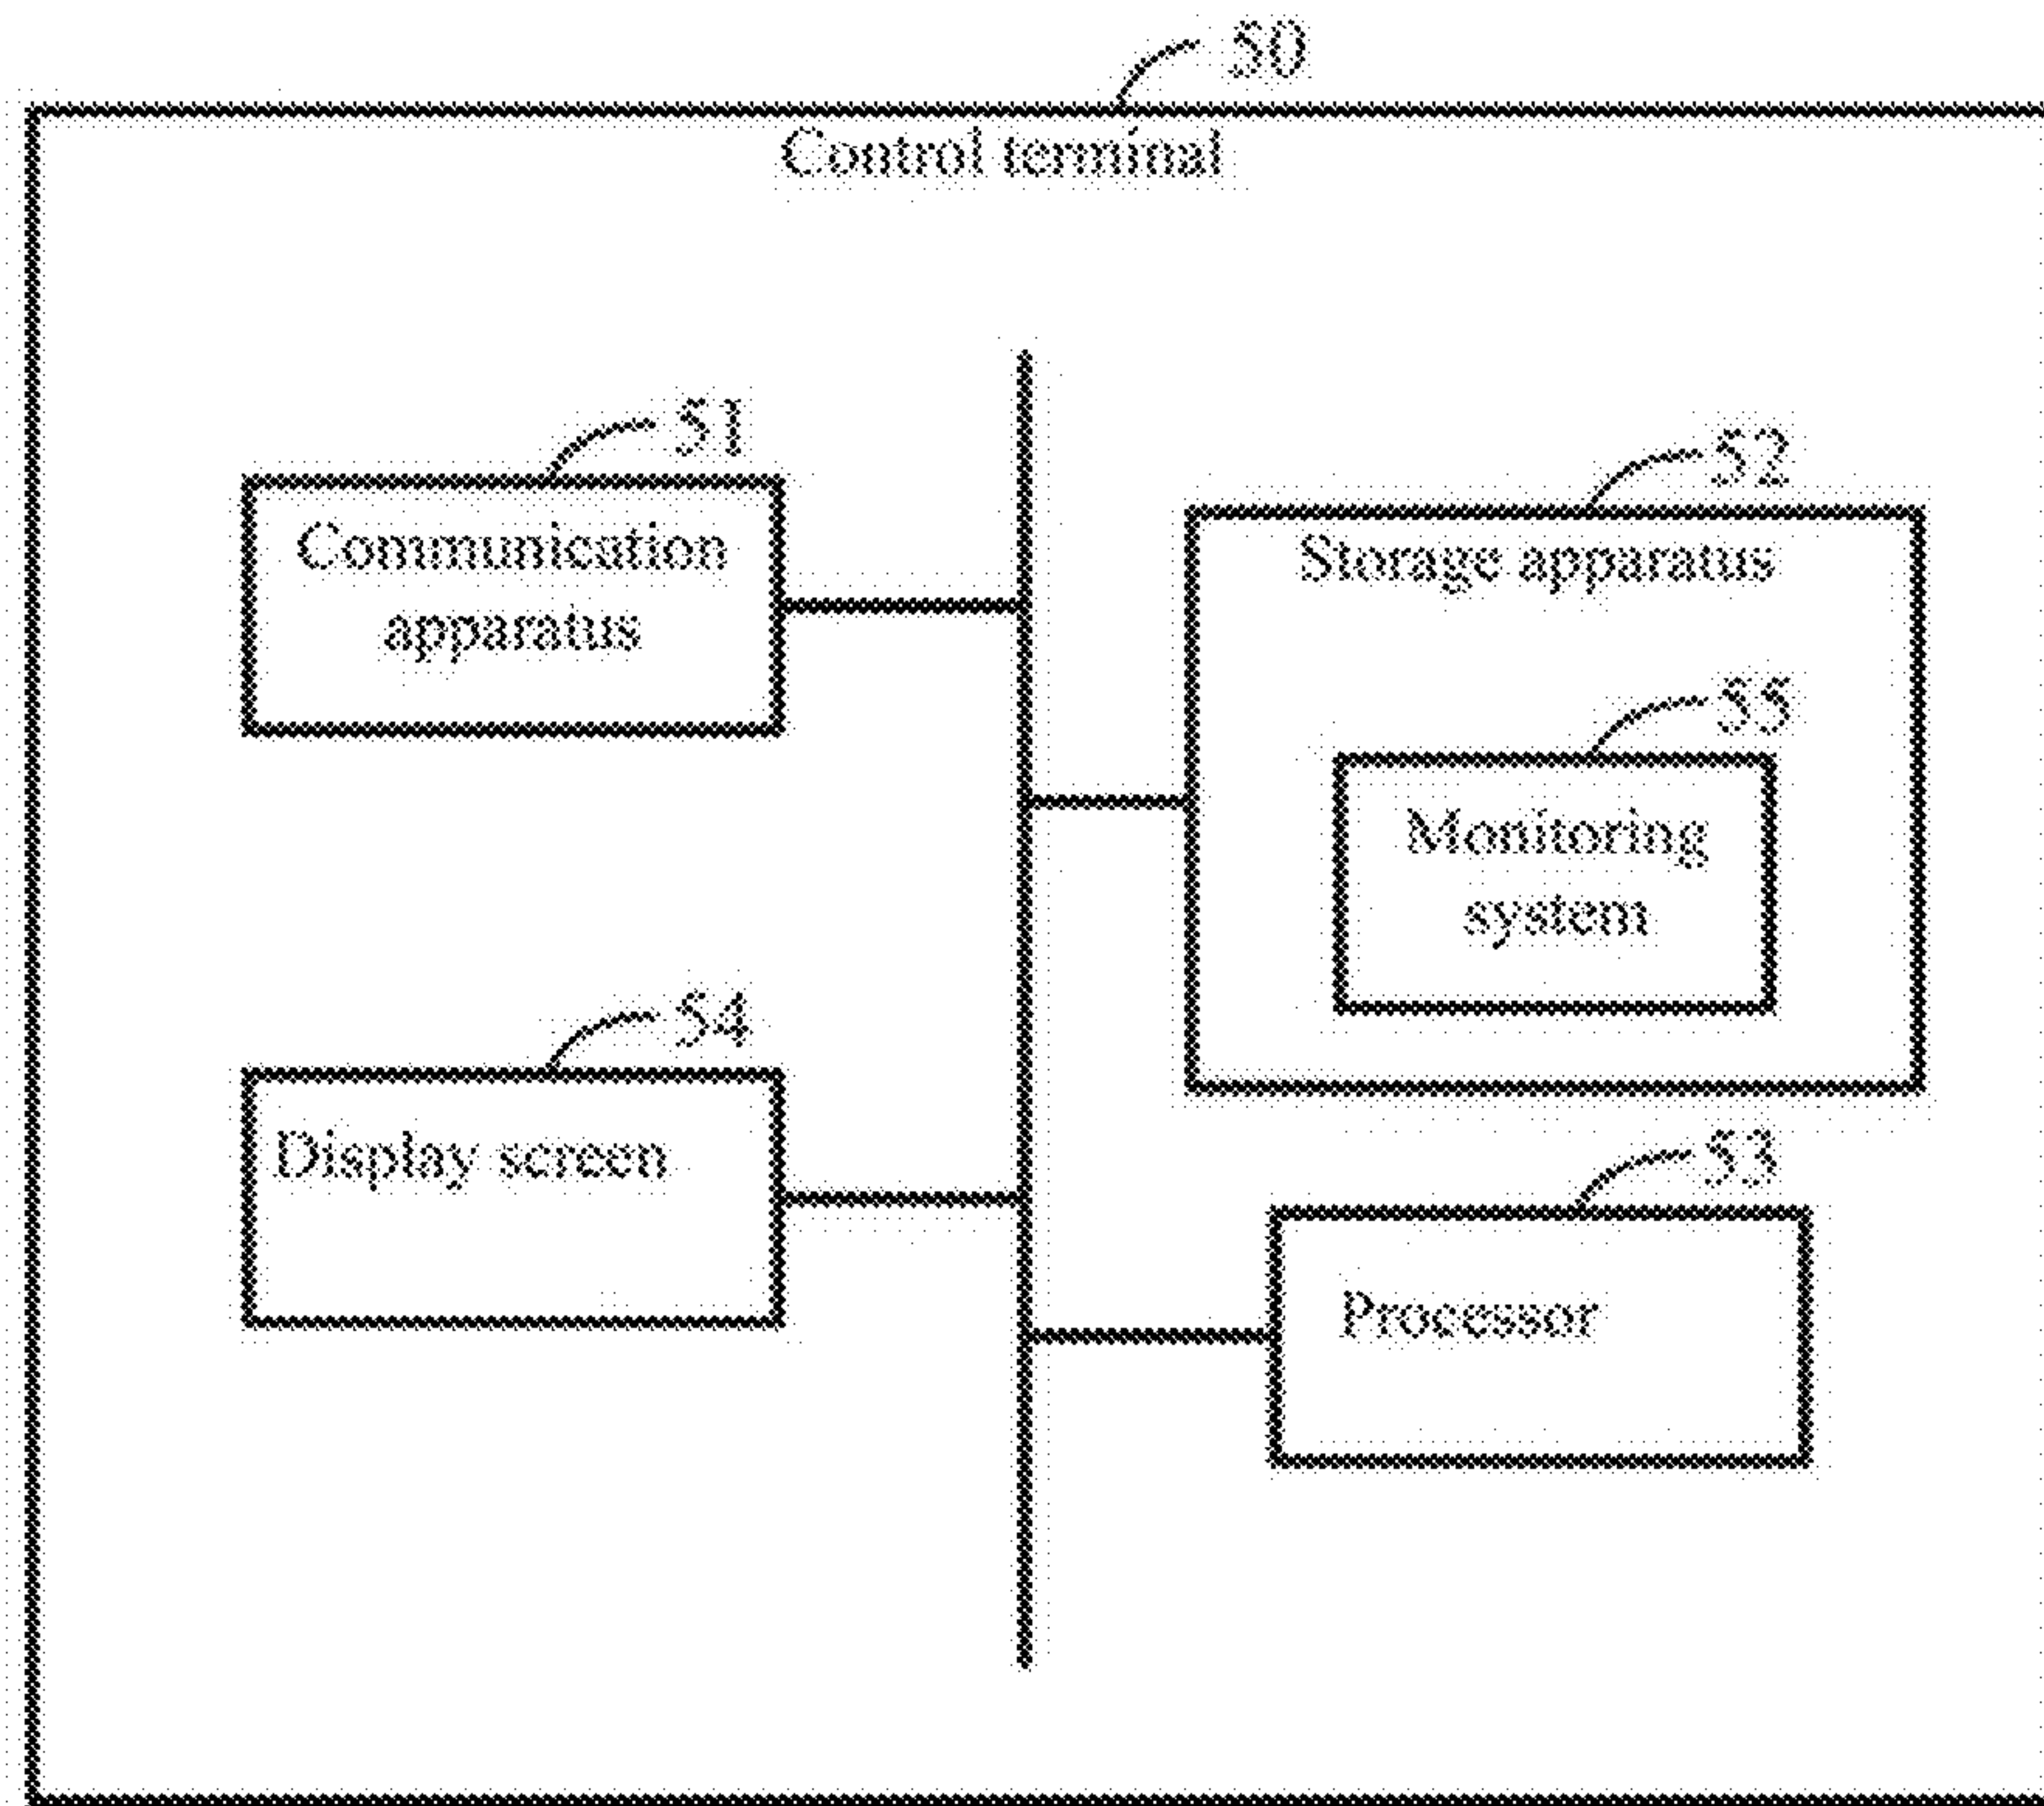 50
Control terminal
51
Communication
apparatus
52
Storage apparatus
55
Monitoring
system
54
Display screen
53
Processor